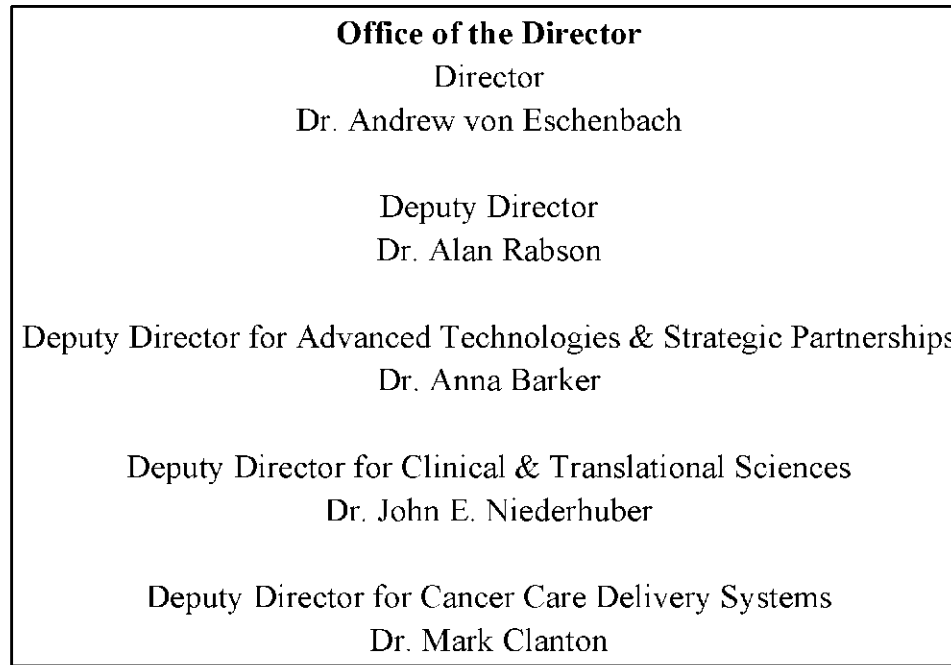 Office of the Director
Director
Dr. Andrew von Eschenbach
Deputy Director
Dr. Alan Rabson
Deputy Director for Advanced Technologies & Strategic Partnerships
Dr. Anna Barker
Deputy Director for Clinical & Translational Sciences
Dr. John E. Niederhuber
Deputy Director for Cancer Care Delivery Systems
Dr. Mark Clanton